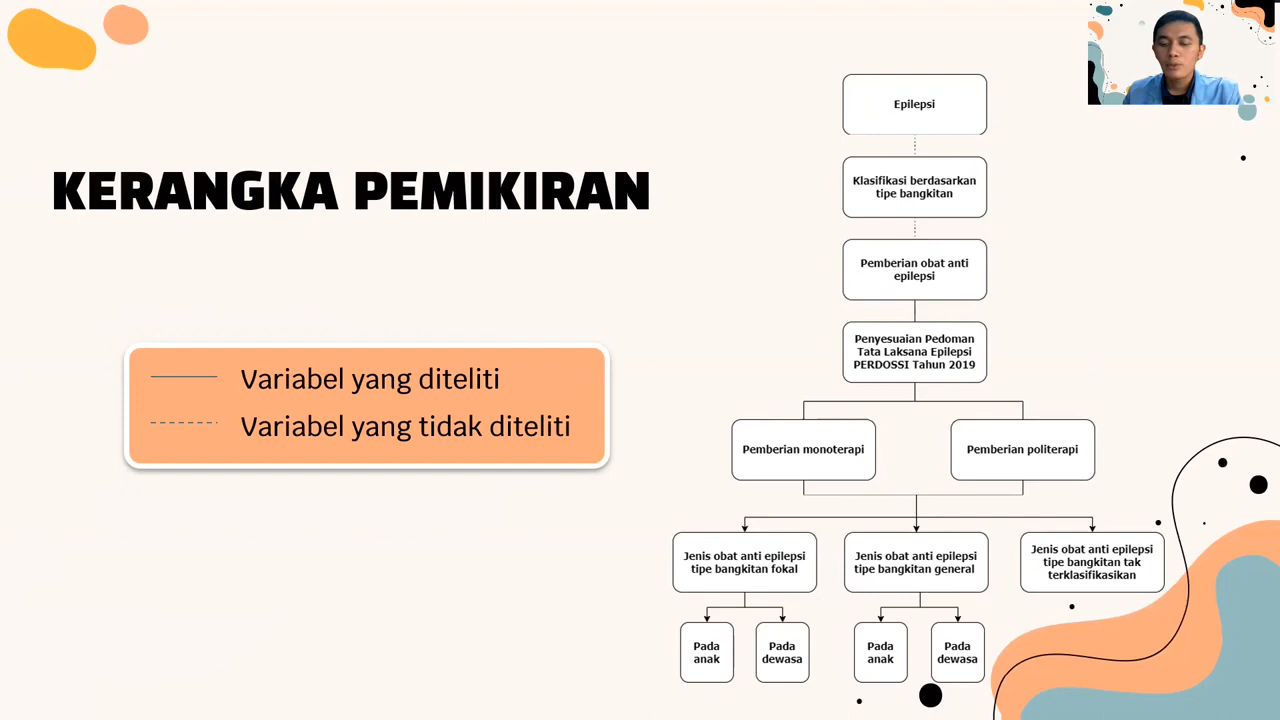 KERANGKA PEMIKIRAN
Variabel yang diteliti
Variabel yang tidak diteliti
Epilepsi
Klasifikasi berdasarkan
tipe bangkitan
Pemberian obat anti
epilepsi
Penyesuaian Pedoman
Tata Laksana Epilepsi
PERDOSSI Tahun 2019
Pemberian monoterapi
Pemberian politerapi
Jenis obat anti epilepsi
tipe bangkitan fokal
Jenis obat anti epilepsi
tipe bangkitan general
Jenis obat anti epilepsi
tipe bangkitan tak
terklasifikasikan
Pada
anak
Pada
dewasa
Pada
anak
Pada
dewasa